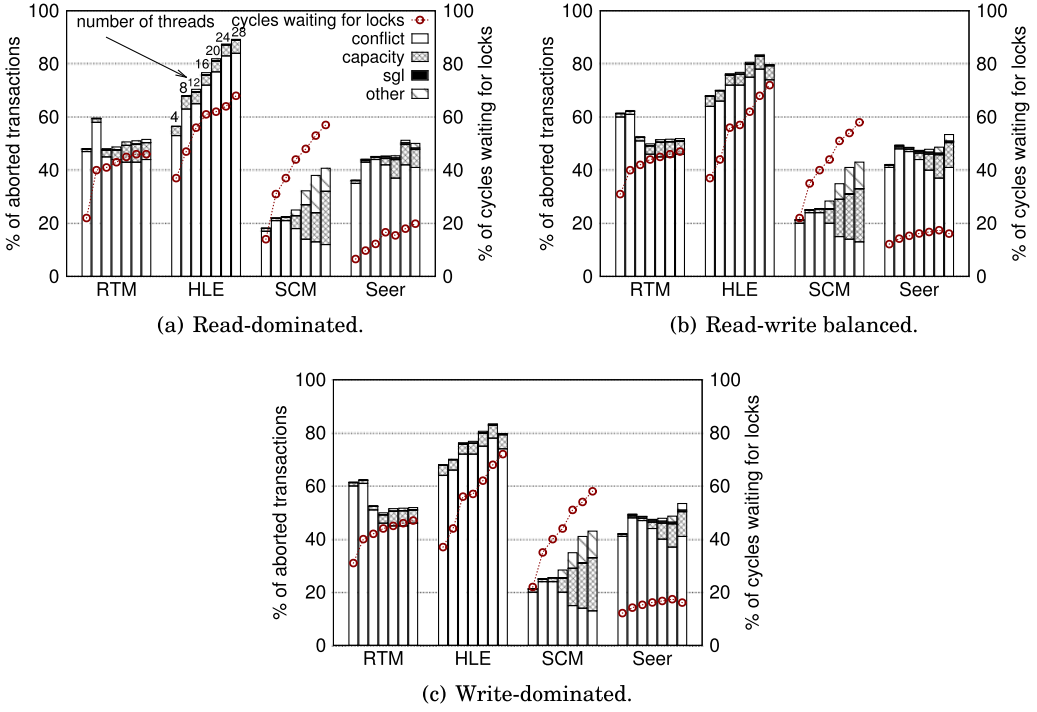 number of threads
cycles waiting for locks
conflict
capacity
sgl
other
4
8
12
16
20
24
28
% of aborted transactions
% of cycles waiting for locks
100
80
60
40
20
0
100
80
60
40
20
0
RTM HLE SCM Seer
(a) Read-dominated.
% of aborted transactions
% of cycles waiting for locks
100
80
60
40
20
0
100
80
60
40
20
0
RTM HLE SCM Seer
(b) Read-write balanced.
% of aborted transactions
% of cycles waiting for locks
100
80
60
40
20
0
100
80
60
40
20
0
RTM HLE SCM Seer
(c) Write-dominated.